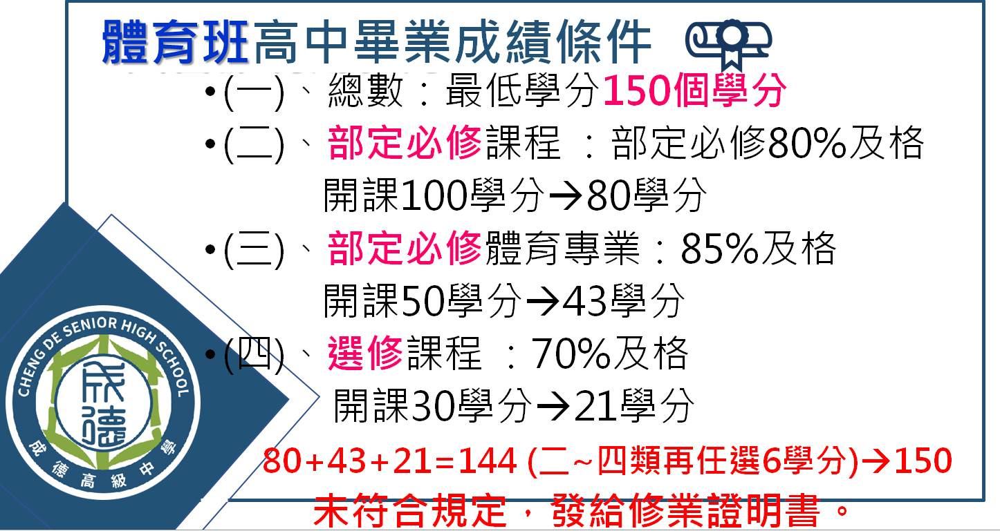 體育班高中畢業成績條件
•(一)、總數：最低學分150個學分
•(二)、部定必修課程 ：部定必修80%及格
開課100學分→80學分
•(三)、部定必修體育專業：85%及格
開課50學分→43學分
•(四)、選修課程 ：70%及格
開課30學分→21學分
80+43+21=144 (二~四類再任選6學分)→150
未符合規定，發給修業證明書。
CHENG DE SENIOR HIGH SCHOOL
成德
成德高級中學